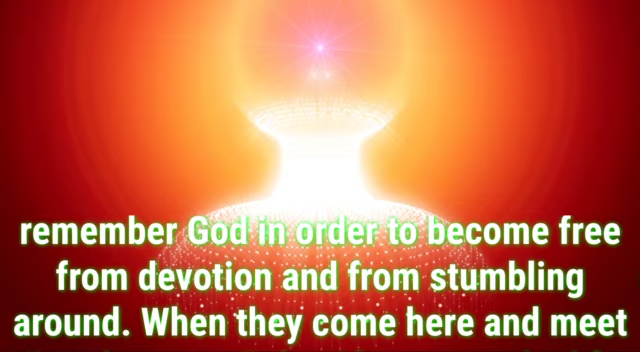 remember God in order to become free
from devotion and from stumbling
around. When they come here and meet